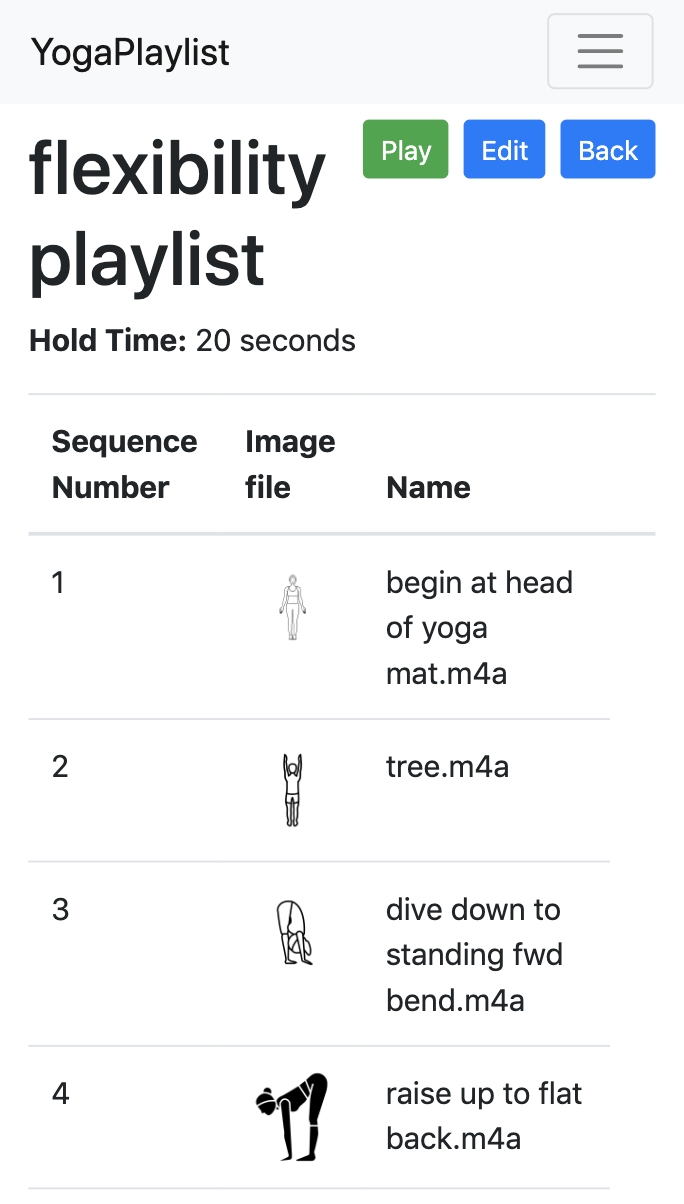 YogaPlaylist
flexibility
playlist
Play
Edit
Back
Hold Time: 20 seconds
Sequence
Number
Image
file
Name
1
begin at head
of yoga
mat.m4a
2
tree.m4a
3
dive down to
standing fwd
bend.m4a
4
raise up to flat
back.m4a